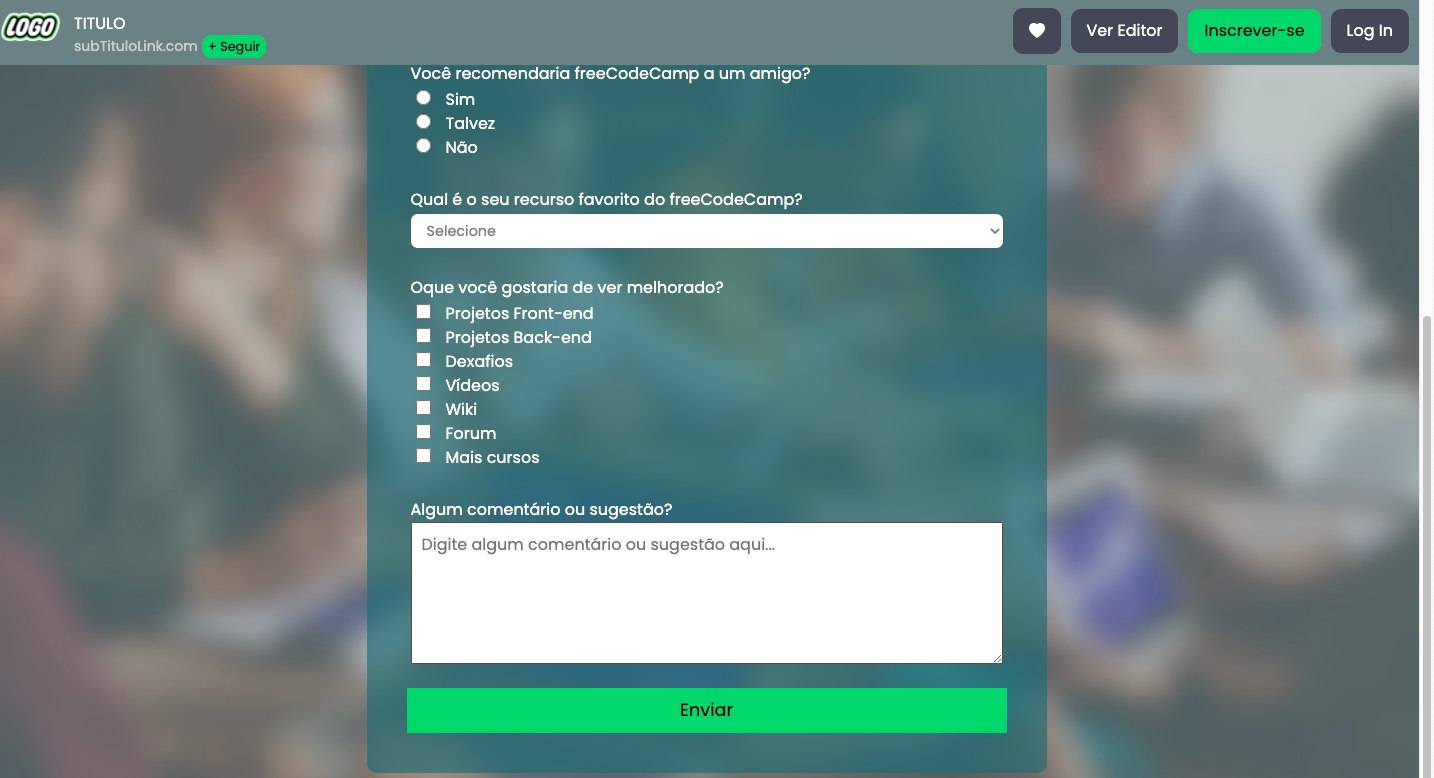 LOGO
TITULO
subTituloLink.com + Seguir
Ver Editor
Inscrever-se
Log In
Você recomendaria freeCodeCamp a um amigo?
Sim
Talvez
Não
Qual é o seu recurso favorito do freeCodeCamp?
Selecione
Oque você gostaria de ver melhorado?
Projetos Front-end
Projetos Back-end
Dexafios
Vídeos
Wiki
Forum
Mais cursos
Algum comentário ou sugestão?
Digite algum comentário ou sugestão aqui...
Enviar